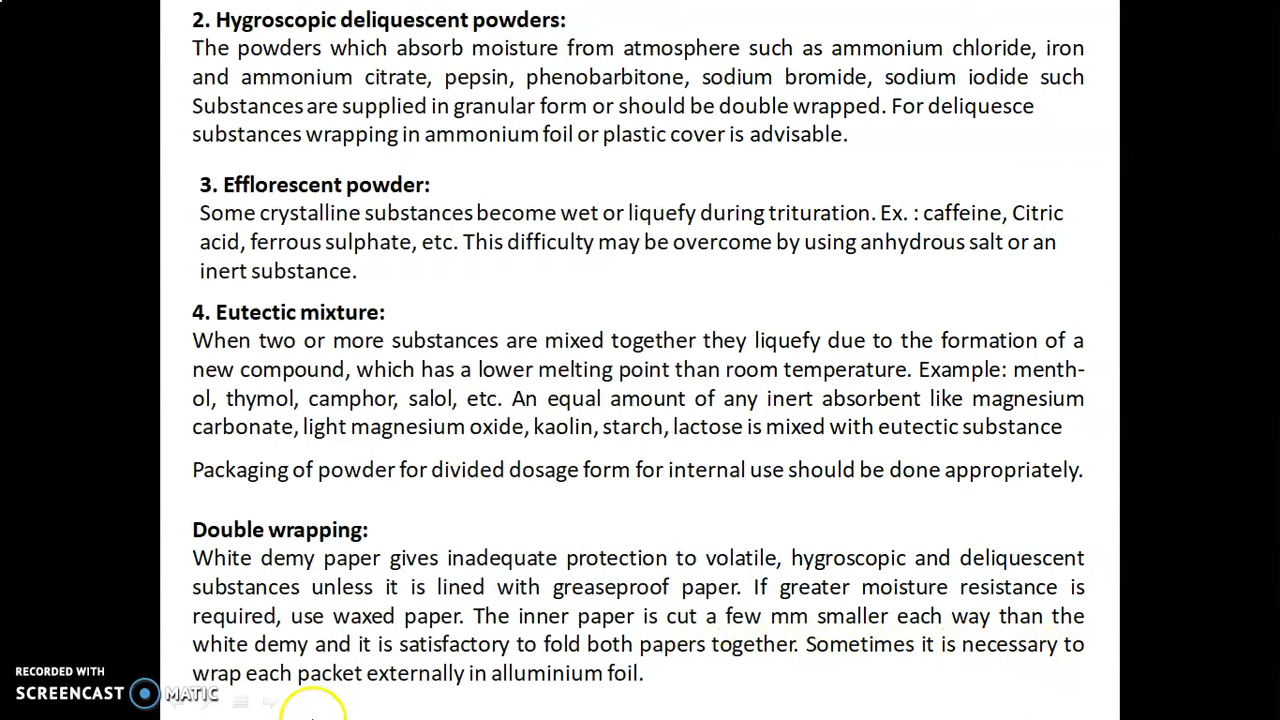 2. Hygroscopic deliquescent powders:
The powders which absorb moisture from atmosphere such as ammonium chloride, iron
and ammonium citrate, pepsin, phenobarbitone, sodium bromide, sodium iodide such
Substances are supplied in granular form or should be double wrapped. For deliquesce
substances wrapping in ammonium foil or plastic cover is advisable.
3. Efflorescent powder:
Some crystalline substances become wet or liquefy during trituration. Ex. : caffeine, Citric
acid, ferrous sulphate, etc. This difficulty may be overcome by using anhydrous salt or an
inert substance.
4. Eutectic mixture:
When two or more substances are mixed together they liquefy due to the formation of a
new compound, which has a lower melting point than room temperature. Example: menth-
ol, thymol, camphor, salol, etc. An equal amount of any inert absorbent like magnesium
carbonate, light magnesium oxide, kaolin, starch, lactose is mixed with eutectic substance
Packaging of powder for divided dosage form for internal use should be done appropriately.
Double wrapping:
White demy paper gives inadequate protection to volatile, hygroscopic and deliquescent
substances unless it is lined with greaseproof paper. If greater moisture resistance is
required, use waxed paper. The inner paper is cut a few mm smaller each way than the
white demy and it is satisfactory to fold both papers together. Sometimes it is necessary to
wrap each packet externally in alluminium foil.
RECORDED WITH
SCREENCAST MATIC